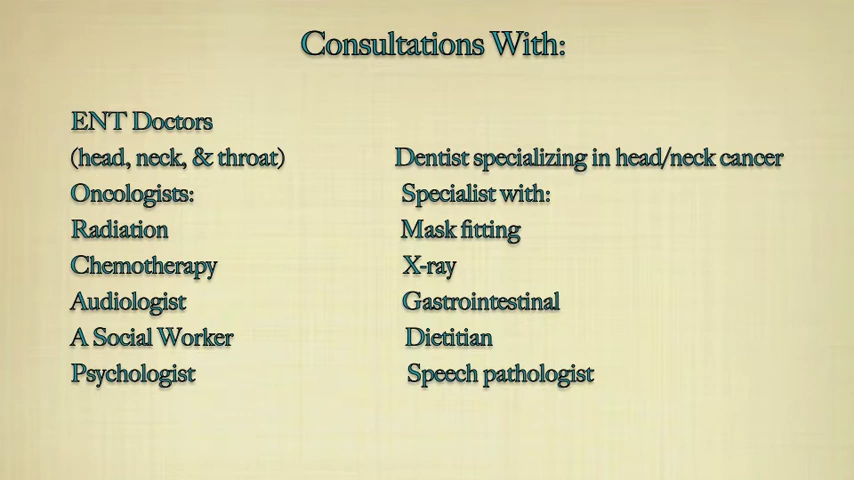 Consultations With:
ENT Doctors
(head, neck, & throat)
Oncologists:
Radiation
Chemotherapy
Audiologist
A Social Worker
Psychologist
Dentist specializing in head/neck cancer
Specialist with:
Mask fitting
X-ray
Gastrointestinal
Dietitian
Speech pathologist